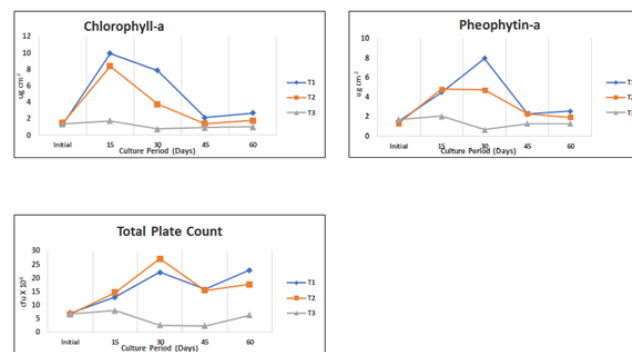 Chlorophyll-a
12
10
8
6
4
2
0
ug cm-2
Initial 15 30 45 60
Culture Period (Days)
T1
T2
T3
Pheophytin-a
10
8
6
4
2
0
ug cm-2
Initial 15 30 45 60
Culture Period (Days)
T1
T2
Total Plate Count
30
25
20
15
10
5
0
Initial 15 30 45 60
Culture Period (Days)
T1
T2
T3